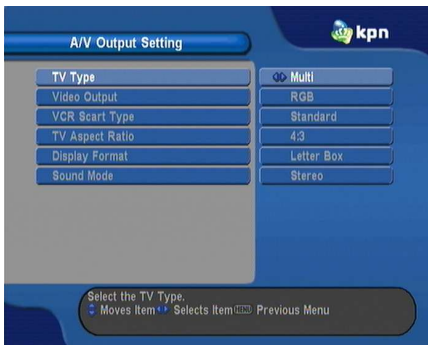 kpn
A/V Output Setting
TV Type Multi
Video Output RGB
VCR Scart Type Standard
TV Aspect Ratio 4:3
Display Format Letter Box
Sound Mode Stereo
Select the TV Type.
Moves Item Selects Item MENU Previous Menu